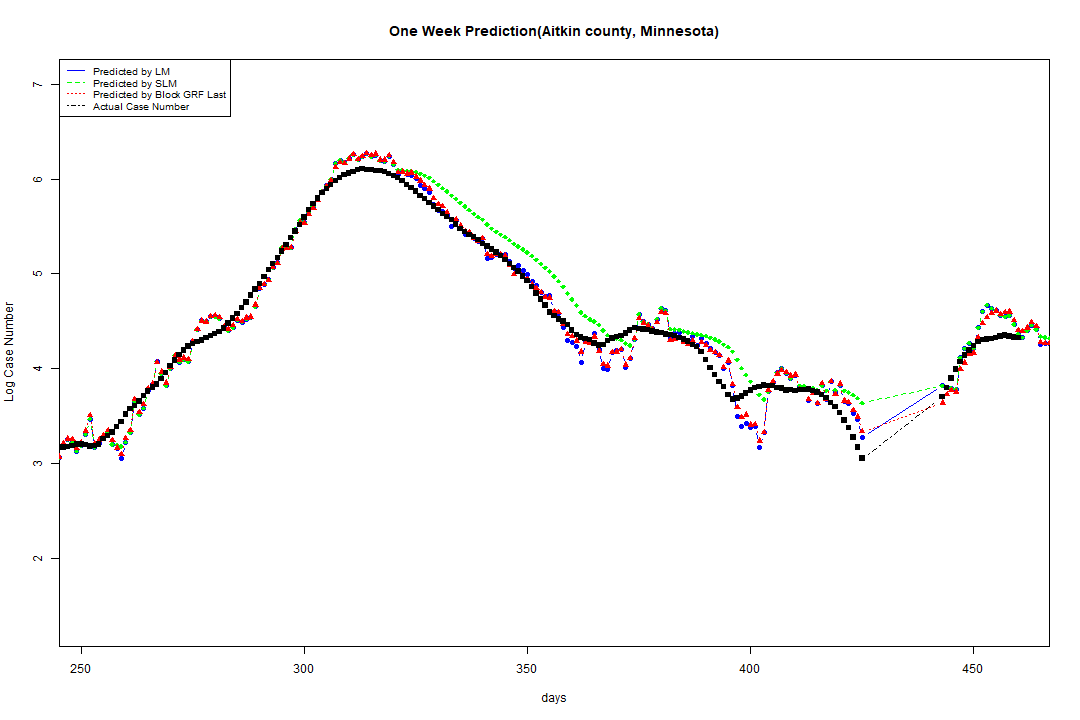 One Week Prediction(Aitkin county, Minnesota)
Predicted by LM
Predicted by SLM
Predicted by Block GRF Last
Actual Case Number
7
6
5
4
3
2
Log Case Number
250
300
350
400
450
days